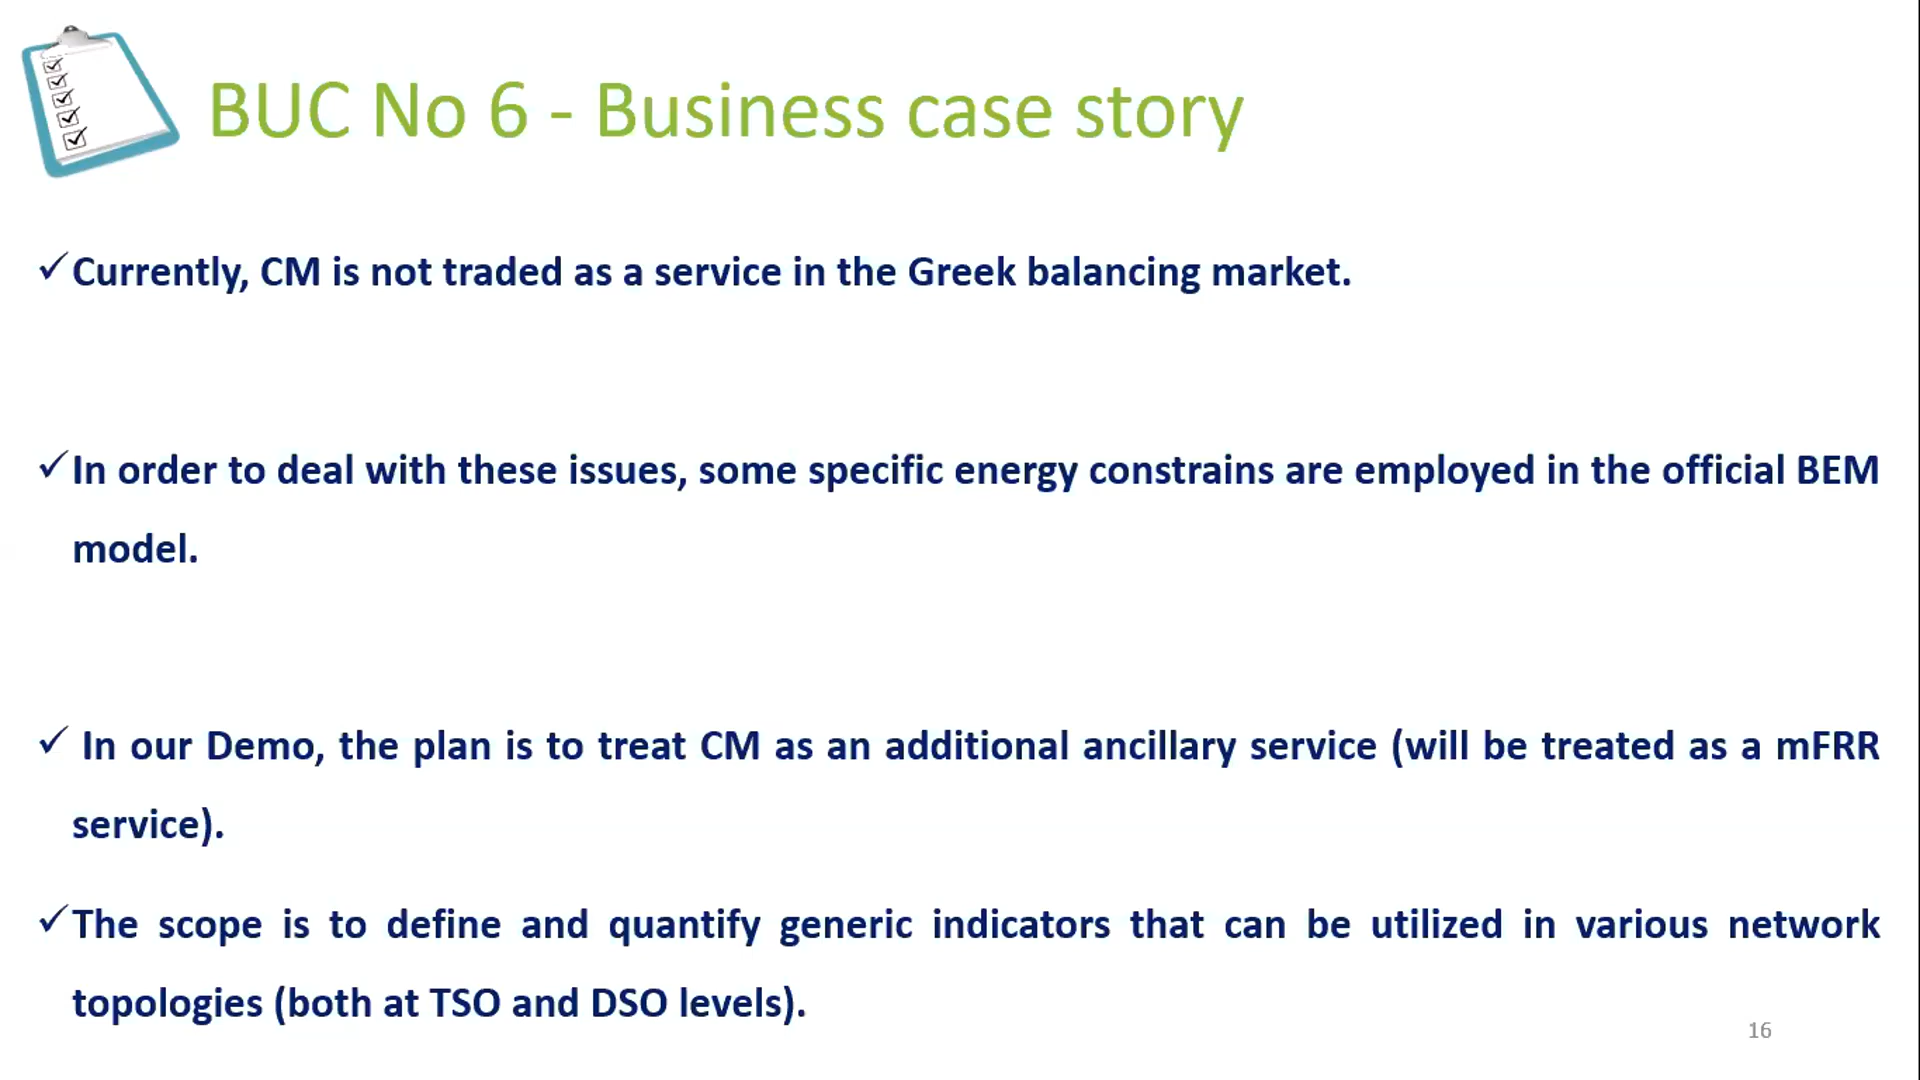 BUC No 6 - Business case story
✓Currently, CM is not traded as a service in the Greek balancing market.
✓In order to deal with these issues, some specific energy constrains are employed in the official BEM
model.
✓ In our Demo, the plan is to treat CM as an additional ancillary service (will be treated as a mFRR
service).
✓The scope is to define and quantify generic indicators that can be utilized in various network
topologies (both at TSO and DSO levels).
16